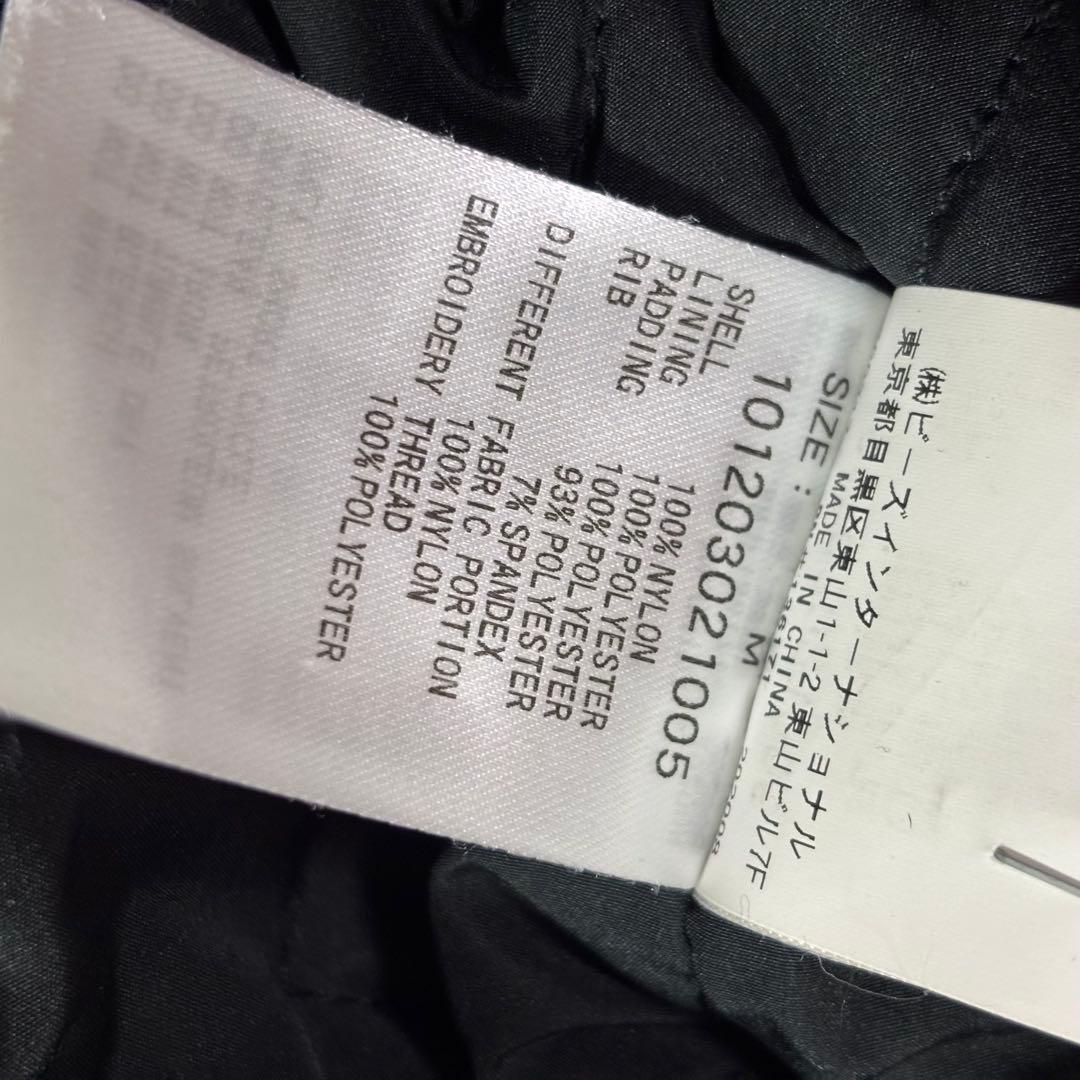 (株)ビーズインターナショナル
東京都目黒区東山1-1-2 東山ビル7F
MADE IN CHINA
SIZE : M
101203021005
SHELL 100% NYLON
LINING 100% POLYESTER
PADDING 100% POLYESTER
RIB 93% POLYESTER
7% SPANDEX
DIFFERENT FABRIC PORTION
100% NYLON
EMBROIDERY THREAD
100% POLYESTER